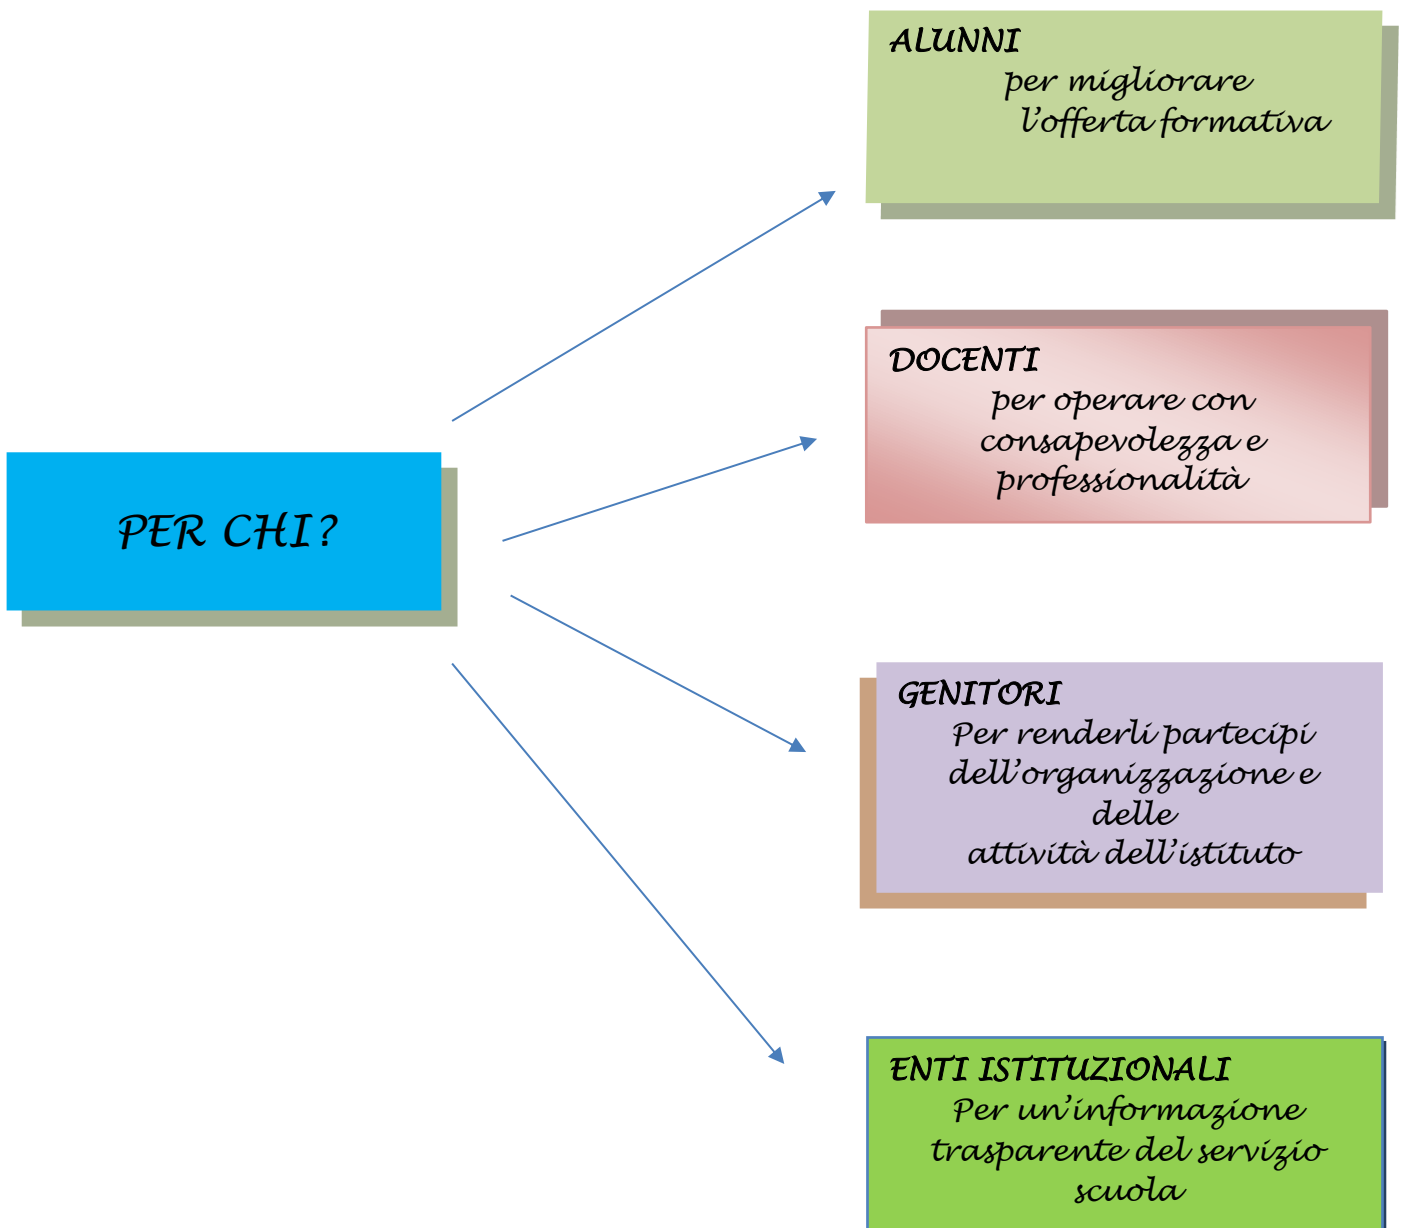 ALUNNI
per migliorare
l’offerta formativa
DOCENTI
per operare con
consapevolezza e
professionalità
PER CHI?
GENITORI
Per renderli partecipi
dell’organizzazione e
delle
attività dell’istituto
ENTI ISTITUZIONALI
Per un’informazione
trasparente del servizio
scuola